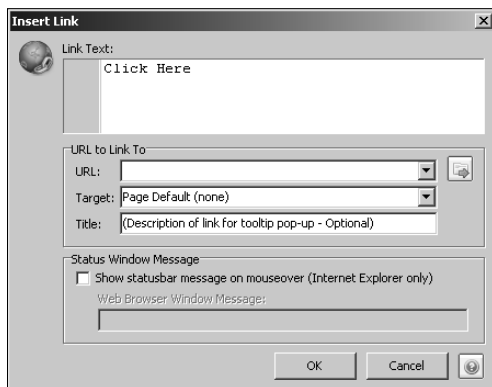 Insert Link
Link Text:
Click Here
URL to Link To
URL:
Target: Page Default (none)
Title: (Description of link for tooltip pop-up - Optional)
Status Window Message
Show statusbar message on mouseover (Internet Explorer only)
Web Browser Window Message:
OK Cancel